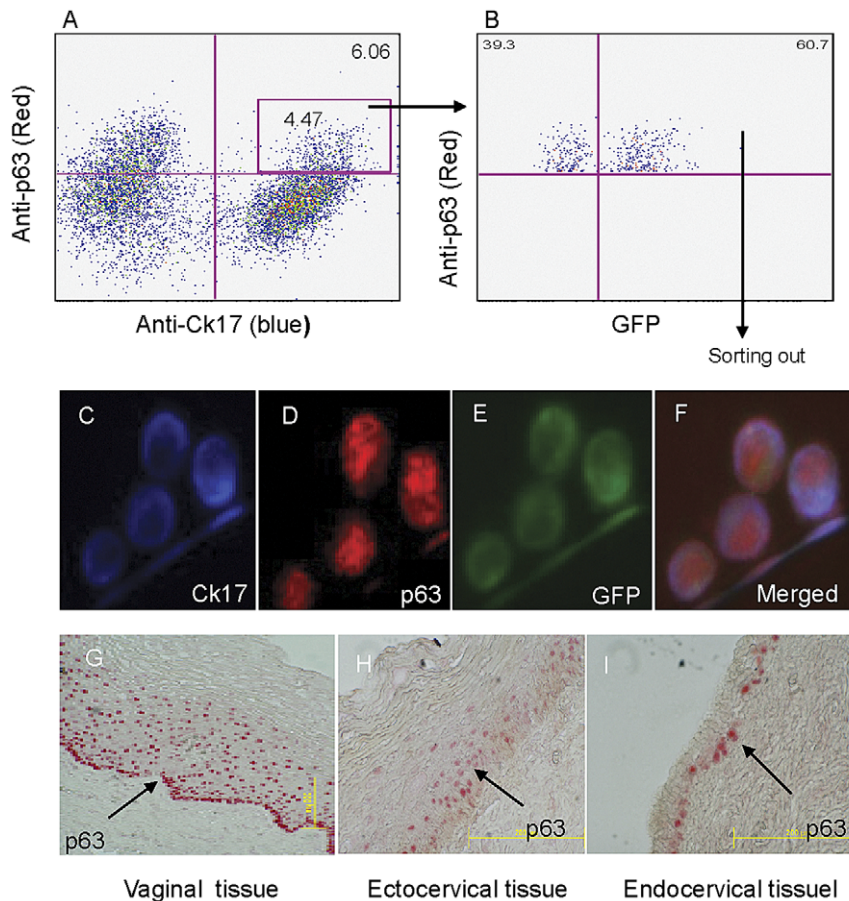 A
B
6.06
39.3
60.7
4.47
Anti-p63 (Red)
Anti-p63 (Red)
Anti-Ck17 (blue)
GFP
Sorting out
C
D
E
F
Ck17
p63
GFP
Merged
G
H
I
p63
p63
p63
Vaginal tissue
Ectocervical tissue
Endocervical tissuel